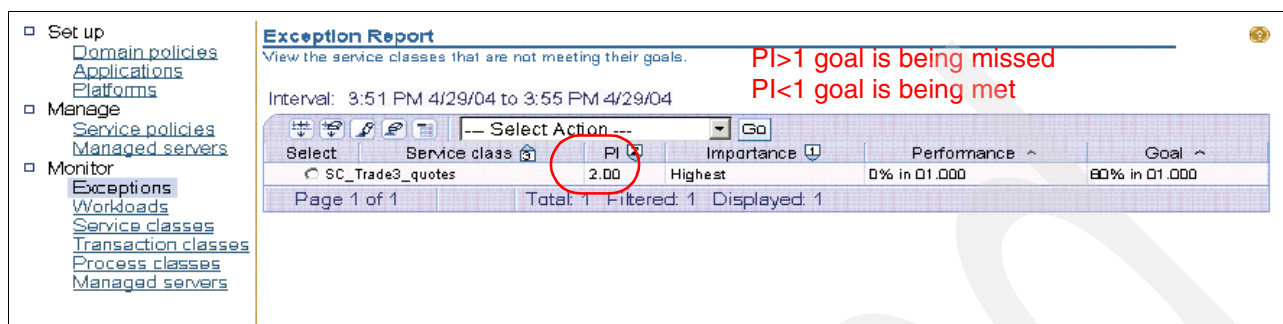 Set up
Domain policies
Applications
Platforms
Manage
Service policies
Managed servers
Monitor
Exceptions
Workloads
Service classes
Transaction classes
Process classes
Managed servers
Exception Report
View the service classes that are not meeting their goals.
PI>1 goal is being missed
PI<1 goal is being met
Interval: 3:51 PM 4/29/04 to 3:55 PM 4/29/04
--- Select Action --- Go
Select Service class 3 PI 2 Importance 1 Performance Goal
SC_Trade3_quotes 2.00 Highest 0% in 01.000 80% in 01.000
Page 1 of 1 Total: 1 Filtered: 1 Displayed: 1